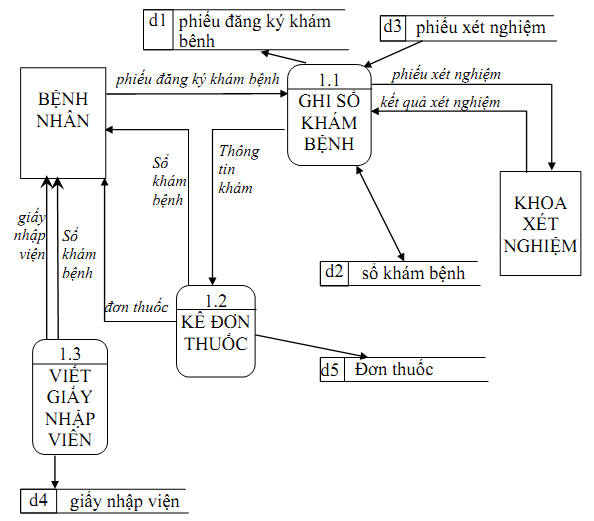 d1 phiếu đăng ký khám
bênh
d3 phiếu xét nghiệm
1.1
GHI SỔ
KHÁM
BỆNH
BỆNH
NHÂN
phiếu đăng ký khám bệnh
phiếu xét nghiệm
kết quả xét nghiệm
Sổ
khám
bệnh
Thông
tin
khám
KHOA
XÉT
NGHIỆM
giấy
nhập
viện
Sổ
khám
bệnh
d2 sổ khám bệnh
1.2
KÊ ĐƠN
THUỐC
đơn thuốc
1.3
VIẾT
GIẤY
NHẬP
VIÊN
d5 Đơn thuốc
d4 giấy nhập viện